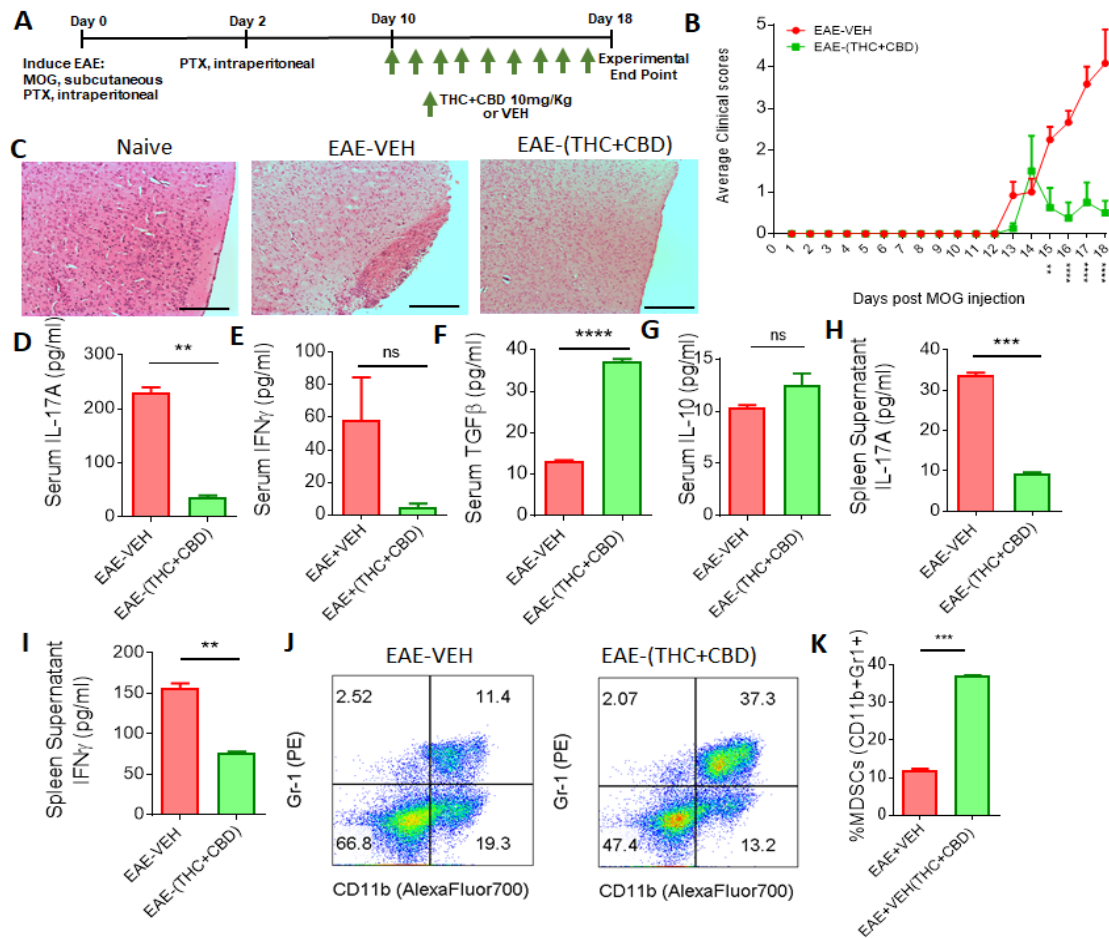 A
Day 0
Day 2
Day 10
Day 18
Induce EAE:
MOG, subcutaneous
PTX, intraperitoneal
PTX, intraperitoneal
Experimental
End Point
THC+CBD 10mg/Kg
or VEH
B
EAE-VEH
EAE-(THC+CBD)
Average Clinical scores
5
4
3
2
1
0
0 1 2 3 4 5 6 7 8 9 10 11 12 13 14 15 16 17 18
** **** **** ****
Days post MOG injection
C
Naive
EAE-VEH
EAE-(THC+CBD)
D
Serum IL-17A (pg/ml)
300
200
100
0
**
EAE-VEH
EAE-(THC+CBD)
E
Serum IFNγ (pg/ml)
100
80
60
40
20
0
ns
EAE+VEH
EAE+(THC+CBD)
F
Serum TGFβ (pg/ml)
40
30
20
10
0
****
EAE-VEH
EAE-(THC+CBD)
G
Serum IL-10 (pg/ml)
15
10
5
0
ns
EAE-VEH
EAE-(THC+CBD)
H
Spleen Supernatant
IL-17A (pg/ml)
40
30
20
10
0
***
EAE-VEH
EAE-(THC+CBD)
I
Spleen Supernatant
IFNγ (pg/ml)
200
150
100
50
0
**
EAE-VEH
EAE-(THC+CBD)
J
EAE-VEH
Gr-1 (PE)
2.52
11.4
66.8
19.3
CD11b (AlexaFluor700)
EAE-(THC+CBD)
Gr-1 (PE)
2.07
37.3
47.4
13.2
CD11b (AlexaFluor700)
K
%MDSCs (CD11b+Gr1+)
40
30
20
10
0
***
EAE+VEH
EAE+VEH(THC+CBD)